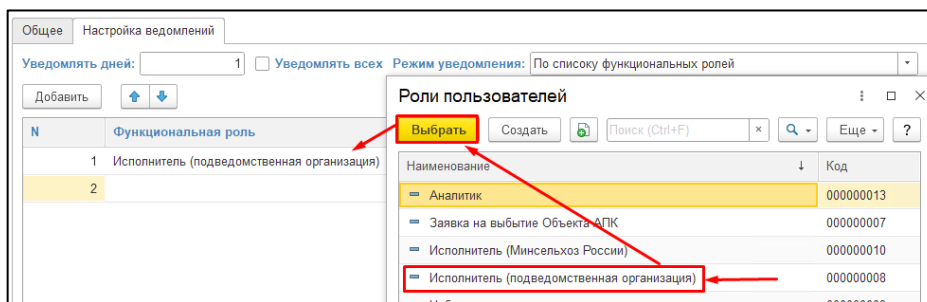 Общее Настройка ведомлений
Уведомлять дней: 1 Уведомлять всех Режим уведомления: По списоку функциональных ролей
Добавить
Роли пользователей
Выбрать Создать Поиск (Ctrl+F) × Еще ?
N Функциональная роль
Наименование ↓ Код
1 Исполнитель (подведомственная организация)
2
Аналитик 000000013
Заявка на выбытие Объекта АПК 000000007
Исполнитель (Минсельхоз России) 000000010
Исполнитель (подведомственная организация) 000000008